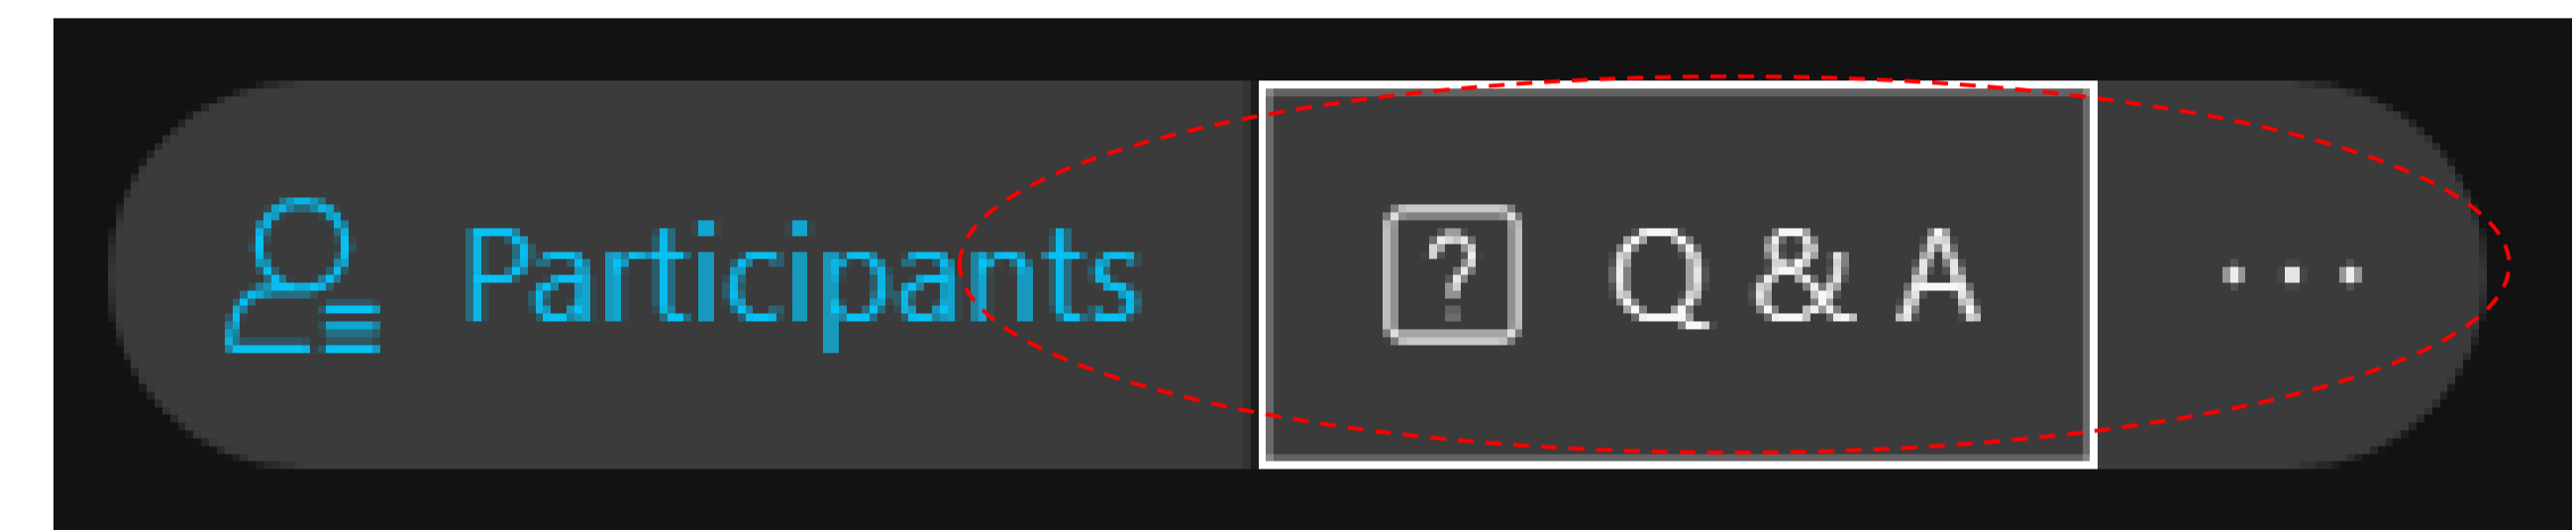 Participants ? Q & A ...